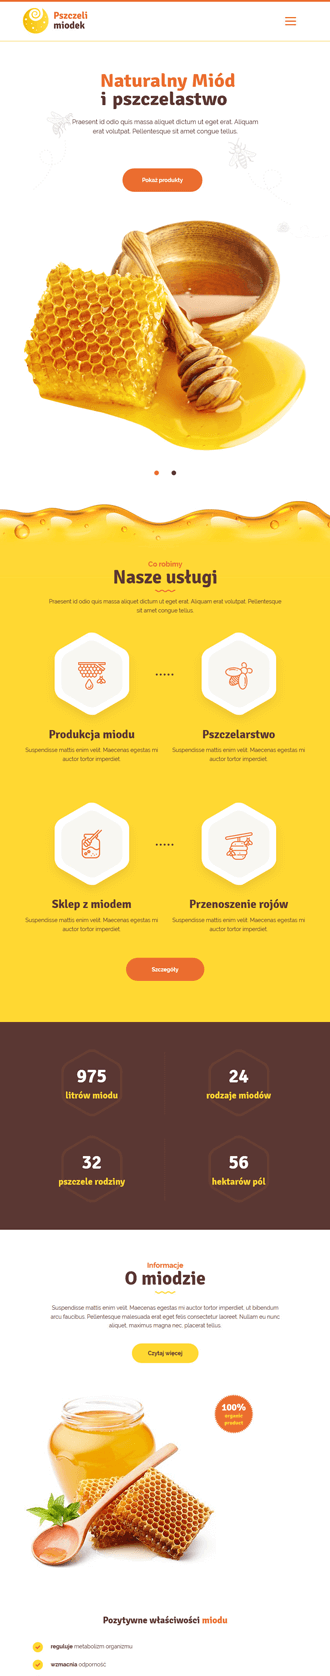 Pszczeli
miodek
Naturalny Miód
i pszczelastwo
Praesent id odio quis massa aliquet dictum ut eget erat. Aliquam
erat volutpat. Pellentesque sit amet congue tellus.
Pokaż produkty
Co robimy
Nasze usługi
Praesent id odio quis massa aliquet dictum ut eget erat. Aliquam erat volutpat. Pellentesque
sit amet congue tellus.
Produkcja miodu
Suspendisse mattis enim velit. Maecenas egestas mi
auctor tortor imperdiet.
Pszczelarstwo
Suspendisse mattis enim velit. Maecenas egestas mi
auctor tortor imperdiet.
Sklep z miodem
Suspendisse mattis enim velit. Maecenas egestas mi
auctor tortor imperdiet.
Przenoszenie rojów
Suspendisse mattis enim velit. Maecenas egestas mi
auctor tortor imperdiet.
Szczegóły
975
litrów miodu
24
rodzaje miodów
32
pszczele rodziny
56
hektarów pól
Informacje
O miodzie
Suspendisse mattis enim velit. Maecenas egestas mi auctor tortor imperdiet, ut bibendum
arcu faucibus. Pellentesque malesuada erat eget felis consectetur laoreet. Nullam eu nunc
aliquet, maximus magna nec, placerat tellus.
Czytaj więcej
100%
organic
product
Pozytywne właściwości miodu
reguluje metabolizm organizmu
wzmacnia odporność